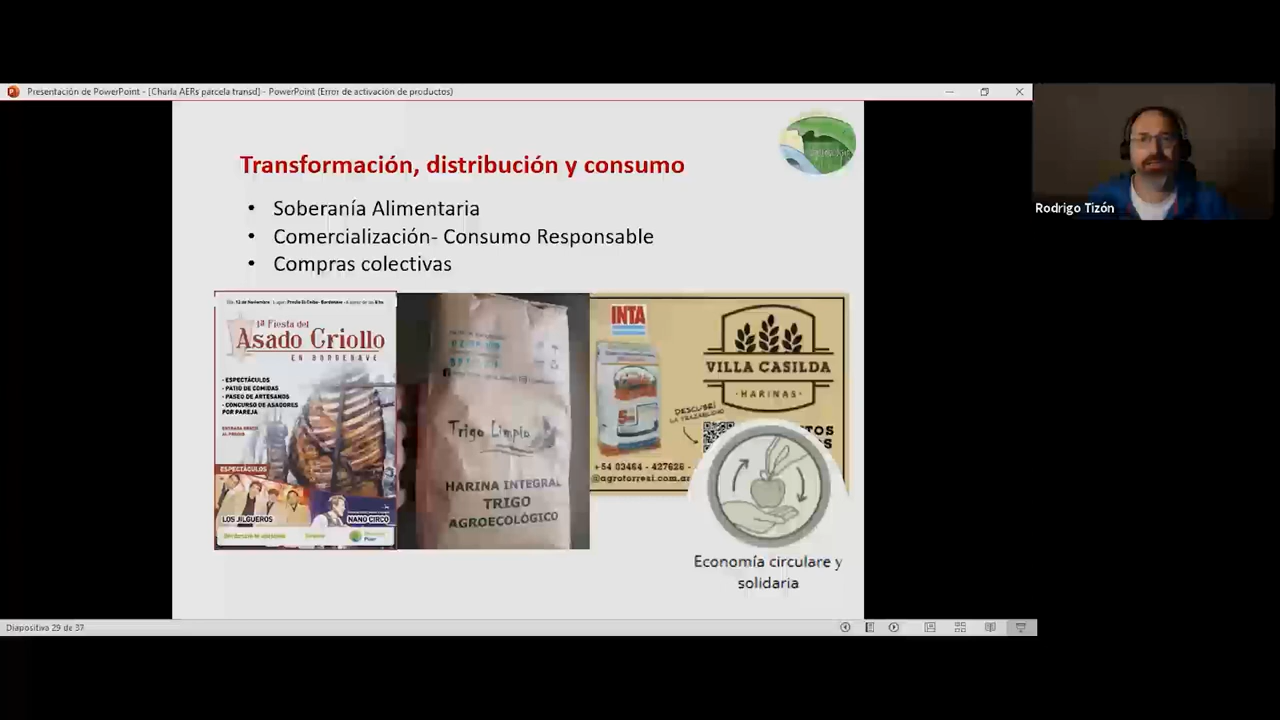 Presentación de PowerPoint - [Charla AERs parcela transd] - PowerPoint (Error de activación de productos)
Rodrigo Tizón
Transformación, distribución y consumo
• Soberanía Alimentaria
• Comercialización- Consumo Responsable
• Compras colectivas
1ª Fiesta del
Asado Criollo
EN BORDENAVE
- ESPECTÁCULOS
- PATIO DE COMIDAS
- PASEO DE ARTESANOS
- CONCURSO DE ASADORES
POR PAREJA
ESPECTÁCULOS
LOS JILGUEROS
NANO CIRCO
Trigo Limpio
HARINA INTEGRAL
TRIGO
AGROECOLÓGICO
INTA
VILLA CASILDA
·HARINAS·
DESCUBRÍ
LA TRAZABILIDAD
+54 03464 - 427626 -
@agrotorresi.com.ar
Economía circulare y
solidaria
Diapositiva 29 de 37